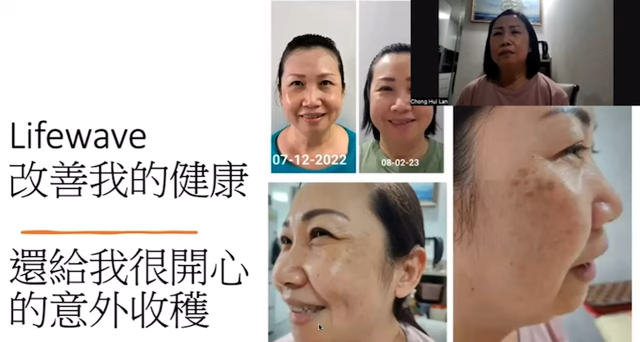 Lifewave
改善我的健康
還給我很開心
的意外收穫
07-12-2022
08-02-23
Chong Hui Lan